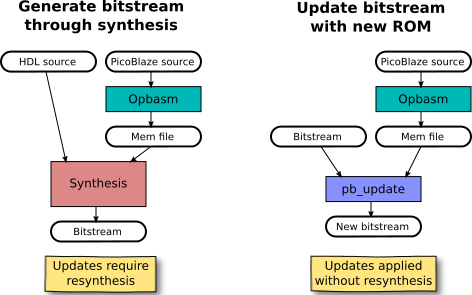 Generate bitstream
through synthesis
HDL source
PicoBlaze source
Opbasm
Mem file
Synthesis
Bitstream
Updates require
resynthesis
Update bitstream
with new ROM
PicoBlaze source
Opbasm
Bitstream
Mem file
pb_update
New bitstream
Updates applied
without resynthesis